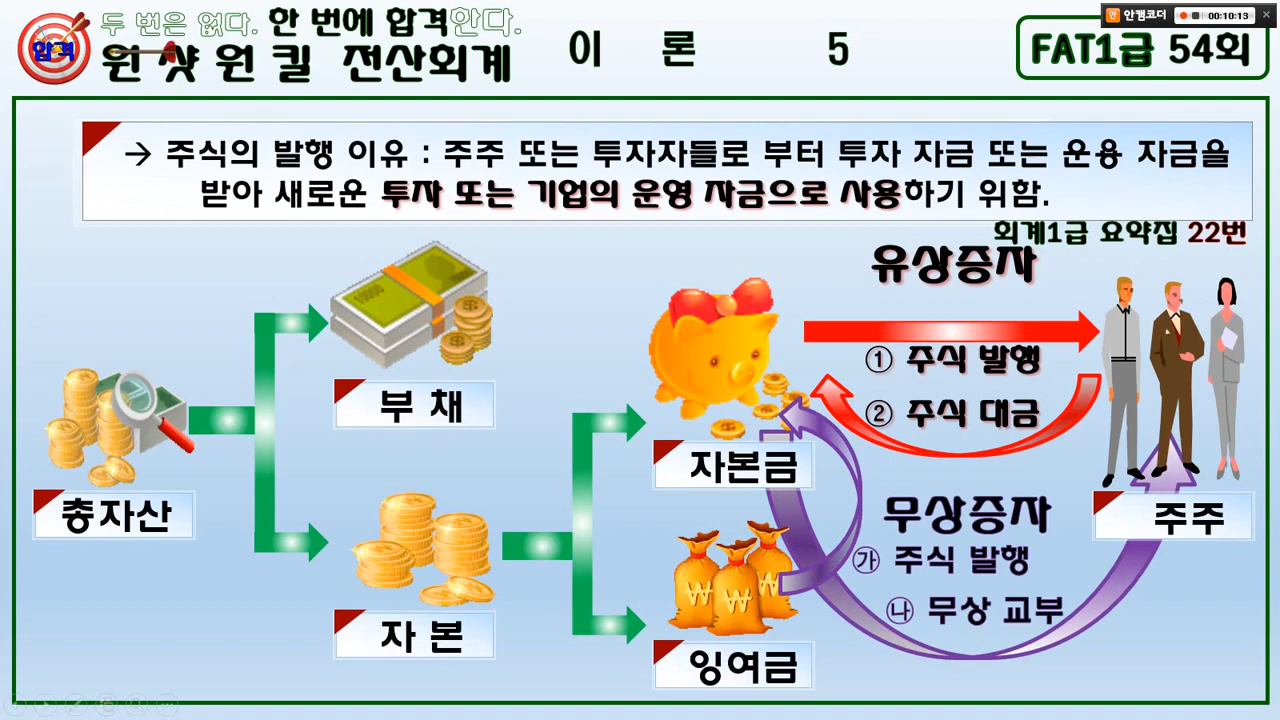 두 번은 없다. 한 번에 합격한다.
합격
원 샷 원 킬 전산회계
이 론 5
안캠코더
00:10:13
FAT1급 54회
→ 주식의 발행 이유 : 주주 또는 투자자들로 부터 투자 자금 또는 운용 자금을
받아 새로운 투자 또는 기업의 운영 자금으로 사용하기 위함.
회계1급 요약집 22번
유상증자
① 주식 발행
② 주식 대금
부 채
자본금
총자산
무상증자
주주
㉮ 주식 발행
㉯ 무상 교부
자 본
잉여금